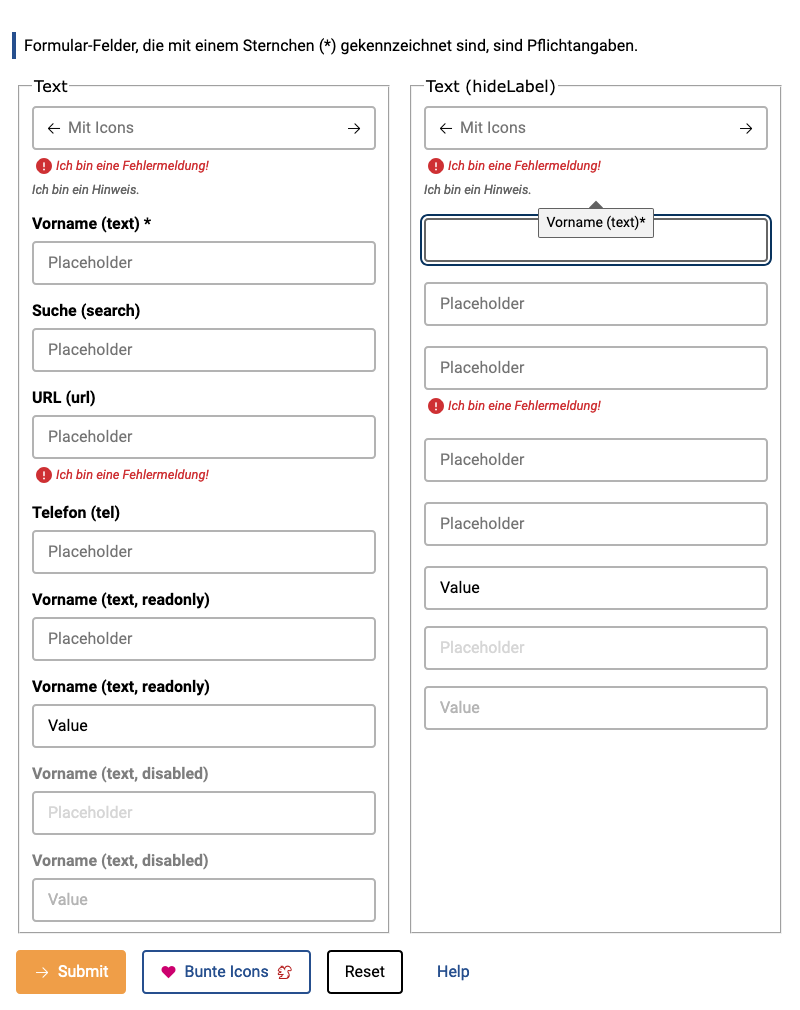 Formular-Felder, die mit einem Sternchen (*) gekennzeichnet sind, sind Pflichtangaben.
Text
Mit Icons
Ich bin eine Fehlermeldung!
Ich bin ein Hinweis.
Vorname (text) *
Placeholder
Suche (search)
Placeholder
URL (url)
Placeholder
Ich bin eine Fehlermeldung!
Telefon (tel)
Placeholder
Vorname (text, readonly)
Placeholder
Vorname (text, readonly)
Value
Vorname (text, disabled)
Placeholder
Vorname (text, disabled)
Value
Text (hideLabel)
Mit Icons
Ich bin eine Fehlermeldung!
Ich bin ein Hinweis.
Vorname (text)*
Placeholder
Placeholder
Ich bin eine Fehlermeldung!
Placeholder
Placeholder
Value
Placeholder
Value
Submit
Bunte Icons
Reset
Help